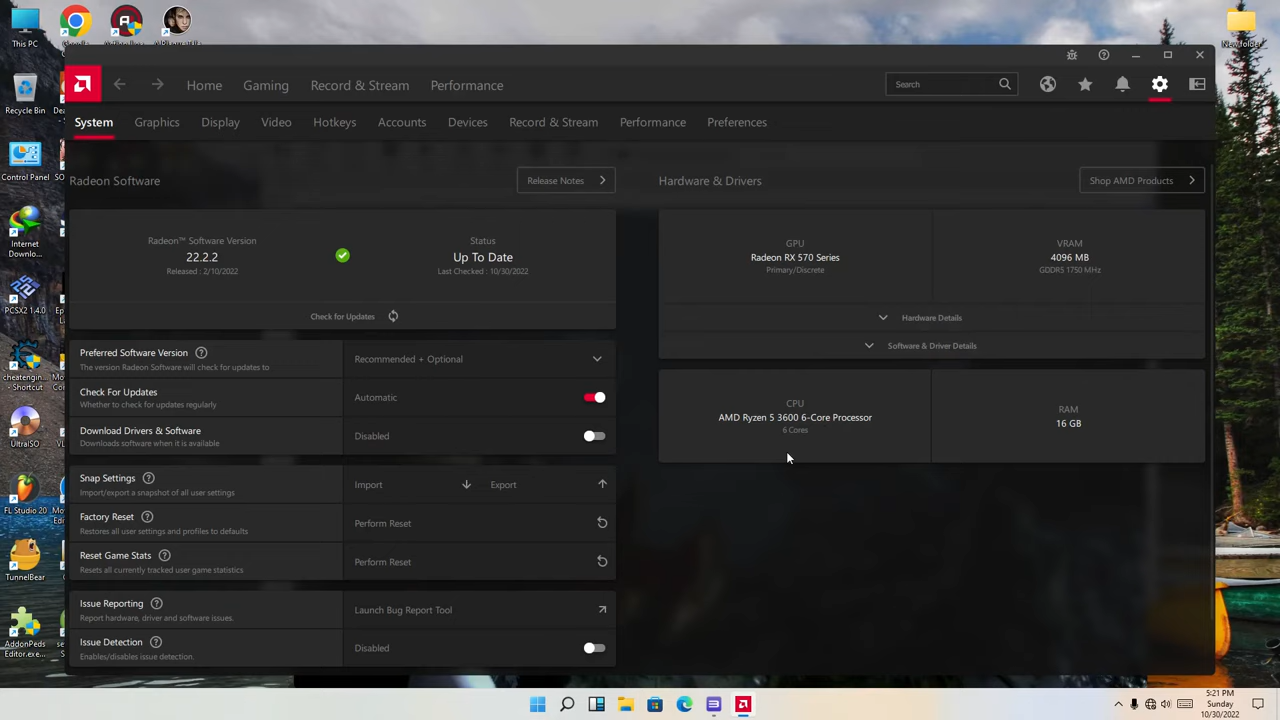 This PC
New folder
Recycle Bin
Control Panel
Internet
Downlo...
PCSX2 1.4.0
cheatengin
e - Shortcut
UltraISO
FL Studio 20
TunnelBear
AddonPeds
Editor.exe...
Home
Gaming
Record & Stream
Performance
Search
System
Graphics
Display
Video
Hotkeys
Accounts
Devices
Record & Stream
Performance
Preferences
Radeon Software
Release Notes
Radeon™ Software Version
22.2.2
Released : 2/10/2022
Status
Up To Date
Last Checked : 10/30/2022
Check for Updates
Preferred Software Version
The version Radeon Software will check for updates to
Recommended + Optional
Check For Updates
Whether to check for updates regularly
Automatic
Download Drivers & Software
Downloads software when it is available
Disabled
Snap Settings
Import/export a snapshot of all user settings
Import
Export
Factory Reset
Restores all user settings and profiles to defaults
Perform Reset
Reset Game Stats
Resets all currently tracked user game statistics
Perform Reset
Issue Reporting
Report hardware, driver and software issues.
Launch Bug Report Tool
Issue Detection
Enables/disables issue detection.
Disabled
Hardware & Drivers
Shop AMD Products
GPU
Radeon RX 570 Series
Primary/Discrete
VRAM
4096 MB
GDDR5 1750 MHz
Hardware Details
Software & Driver Details
CPU
AMD Ryzen 5 3600 6-Core Processor
6 Cores
RAM
16 GB
5:21 PM
Sunday
10/30/2022